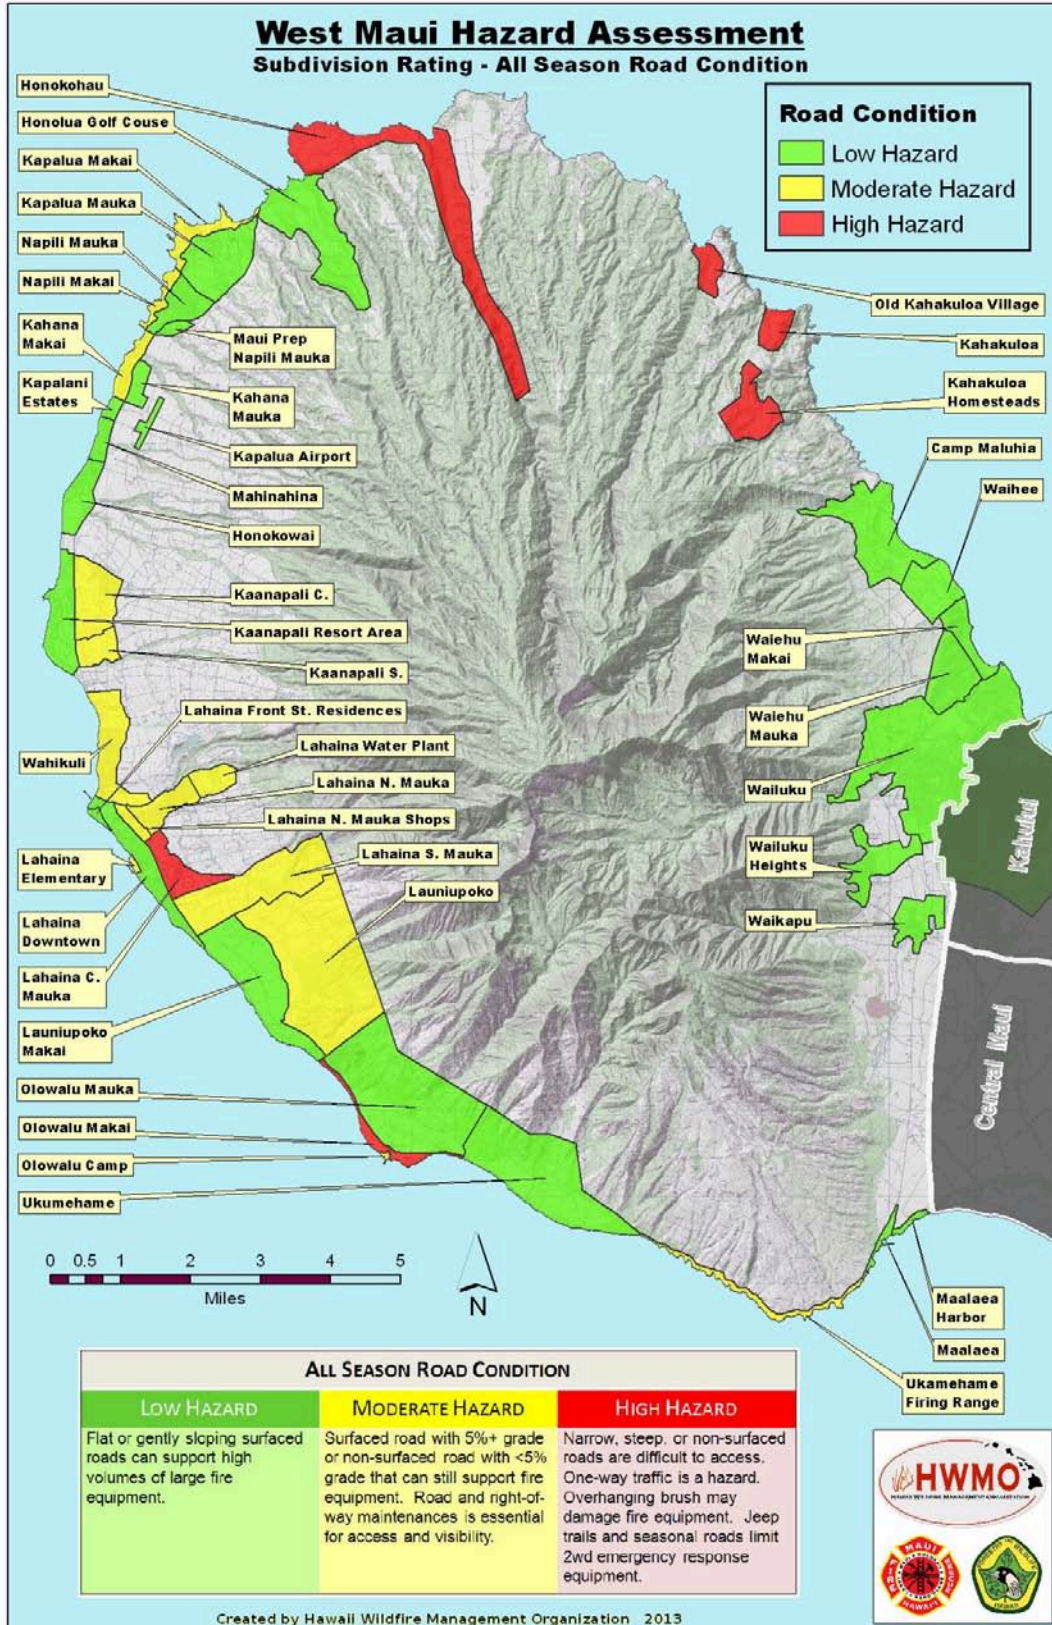 West Maui Hazard Assessment
Subdivision Rating - All Season Road Condition
Honokohau
Honolua Golf Couse
Kapalua Makai
Kapalua Mauka
Napili Mauka
Napili Makai
Kahana
Makai
Kapalani
Estates
Road Condition
Low Hazard
Moderate Hazard
High Hazard
Old Kahakuloa Village
Kahakuloa
Kahakuloa
Homesteads
Camp Maluhia
Waihee
Maui Prep
Napili Mauka
Kahana
Mauka
Kapalua Airport
Mahinahina
Honokowai
Kaanapali C.
Kaanapali Resort Area
Kaanapali S.
Lahaina Front St. Residences
Lahaina Water Plant
Lahaina N. Mauka
Lahaina N. Mauka Shops
Lahaina S. Mauka
Launiupoko
Waiehu
Makai
Waiehu
Mauka
Wailuku
Wailuku
Heights
Waikapu
Kahului
Central Maui
Wahikuli
Lahaina
Elementary
Lahaina
Downtown
Lahaina C.
Mauka
Launiupoko
Makai
Olowalu Mauka
Olowalu Makai
Olowalu Camp
Ukumehame
0 0.5 1 2 3 4 5
Miles
N
Maalaea
Harbor
Maalaea
Ukamehame
Firing Range
ALL SEASON ROAD CONDITION
LOW HAZARD
Flat or gently sloping surfaced
roads can support high
volumes of large fire
equipment.
MODERATE HAZARD
Surfaced road with 5%+ grade
or non-surfaced road with <5%
grade that can still support fire
equipment. Road and right-of-
way maintenances is essential
for access and visibility.
HIGH HAZARD
Narrow, steep, or non-surfaced
roads are difficult to access.
One-way traffic is a hazard.
Overhanging brush may
damage fire equipment. Jeep
trails and seasonal roads limit
2wd emergency response
equipment.
HWMO
MAUI
FIRE
HAWAII
Created by Hawaii Wildfire Management Organization 2013